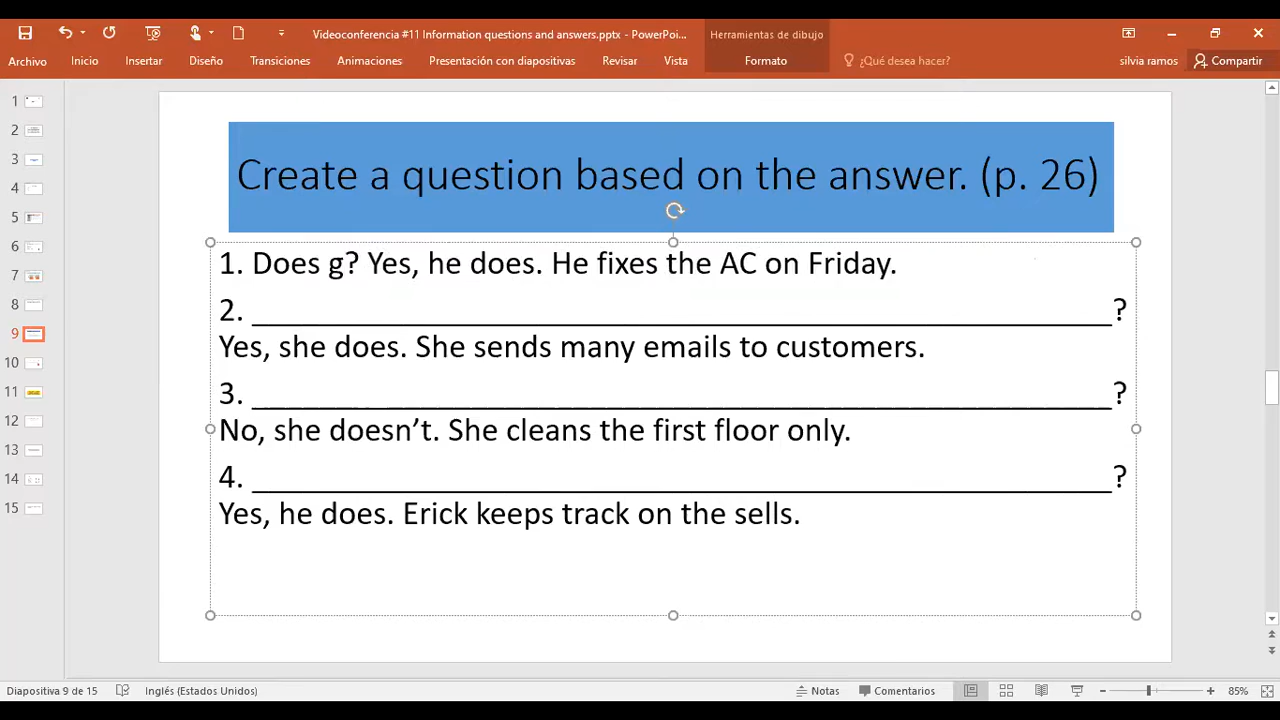 Videoconferencia #11 Information questions and answers.pptx - PowerPoi...
Herramientas de dibujo
Archivo Inicio Insertar Diseño Transiciones Animaciones Presentación con diapositivas Revisar Vista Formato ¿Qué desea hacer? silvia ramos Compartir
1
2
3
4
5
6
7
8
9
10
11
12
13
14
15
Create a question based on the answer. (p. 26)
1. Does g? Yes, he does. He fixes the AC on Friday.
2. ______________________________________________________?
Yes, she does. She sends many emails to customers.
3. ______________________________________________________?
No, she doesn’t. She cleans the first floor only.
4. ______________________________________________________?
Yes, he does. Erick keeps track on the sells.
Diapositiva 9 de 15 Inglés (Estados Unidos) Notas Comentarios 85%